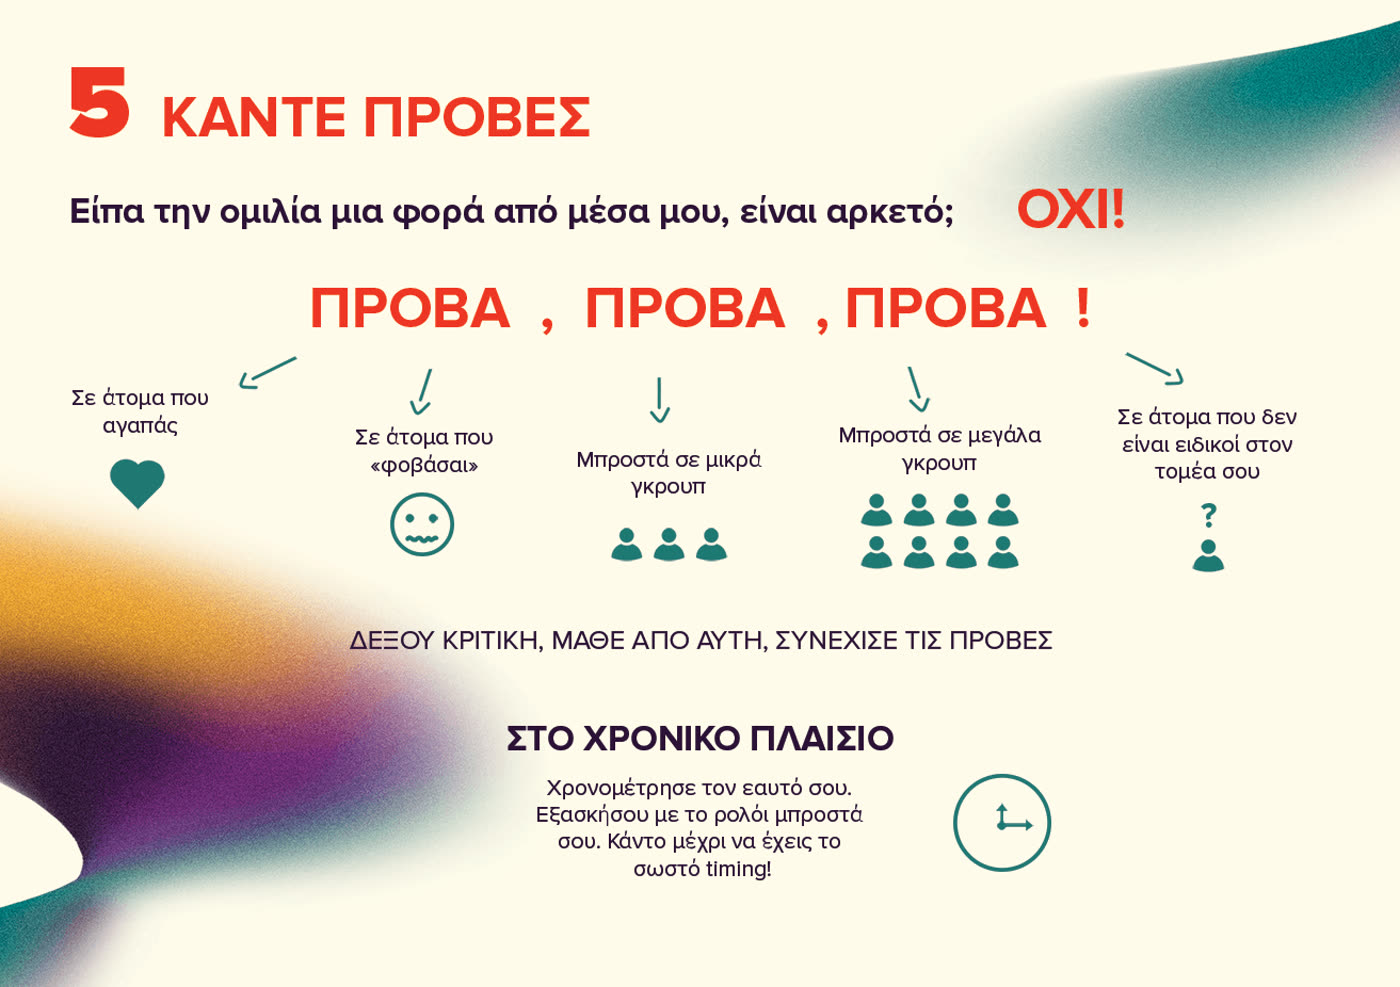 5 ΚΑΝΤΕ ΠΡΟΒΕΣ
Είπα την ομιλία μια φορά από μέσα μου, είναι αρκετό; ΟΧΙ!
ΠΡΟΒΑ , ΠΡΟΒΑ , ΠΡΟΒΑ !
Σε άτομα που
αγαπάς
Σε άτομα που
«φοβάσαι»
Μπροστά σε μικρά
γκρουπ
Μπροστά σε μεγάλα
γκρουπ
Σε άτομα που δεν
είναι ειδικοί στον
τομέα σου
?
ΔΕΞΟΥ ΚΡΙΤΙΚΗ, ΜΑΘΕ ΑΠΟ ΑΥΤΗ, ΣΥΝΕΧΙΣΕ ΤΙΣ ΠΡΟΒΕΣ
ΣΤΟ ΧΡΟΝΙΚΟ ΠΛΑΙΣΙΟ
Χρονομέτρησε τον εαυτό σου.
Εξασκήσου με το ρολόι μπροστά
σου. Κάντο μέχρι να έχεις το
σωστό timing!